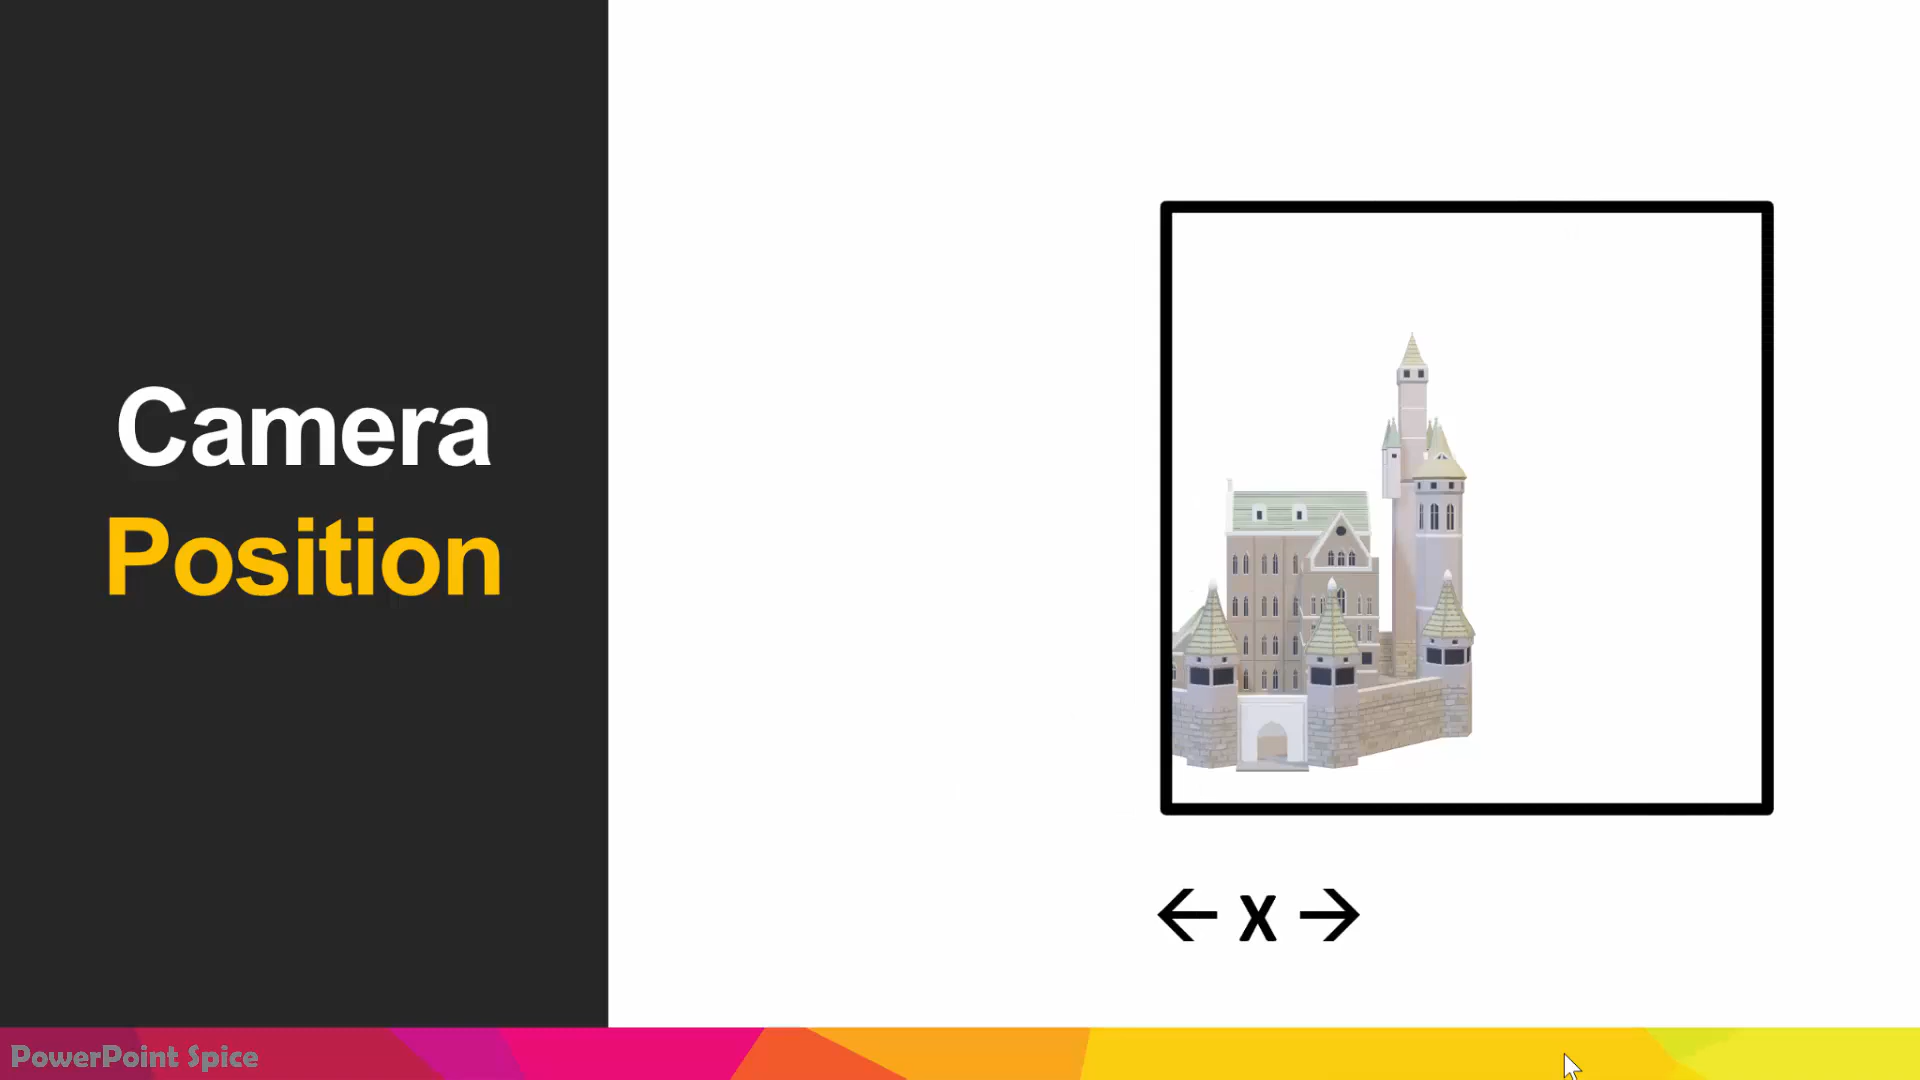 Camera
Position
← X →
PowerPoint Spice